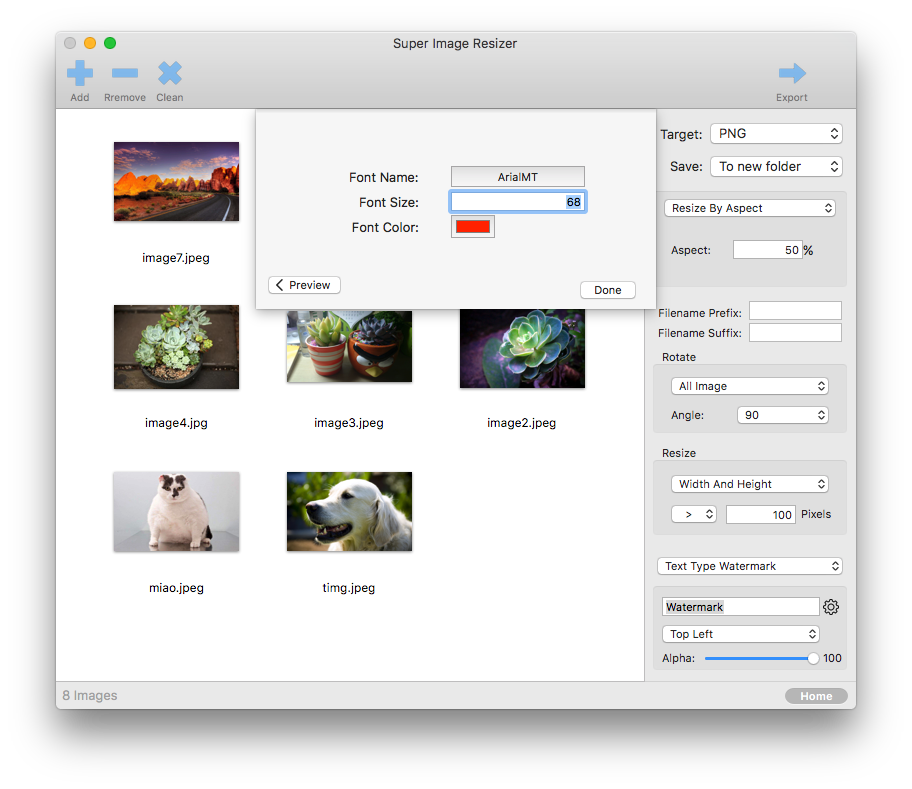 Super Image Resizer
Add Rremove Clean Export
Font Name: ArialMT
Font Size: 68
Font Color:
Preview
Done
Target: PNG
Save: To new folder
Resize By Aspect
Aspect: 50 %
Filename Prefix:
Filename Suffix:
Rotate
All Image
Angle: 90
Resize
Width And Height
> 100 Pixels
Text Type Watermark
Watermark
Top Left
Alpha: 100
image7.jpeg
image4.jpg image3.jpeg image2.jpeg
miao.jpeg timg.jpeg
8 Images
Home